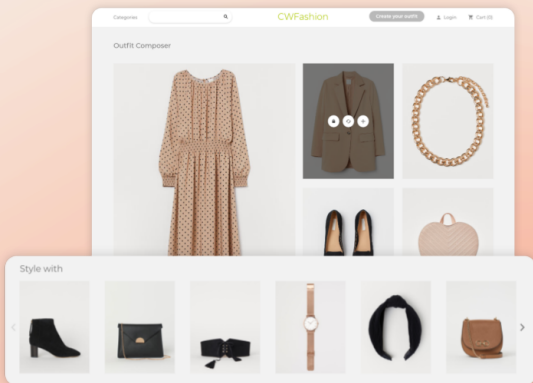 Categories
CWFashion
Create your outfit
Login
Cart (0)
Outfit Composer
Style with